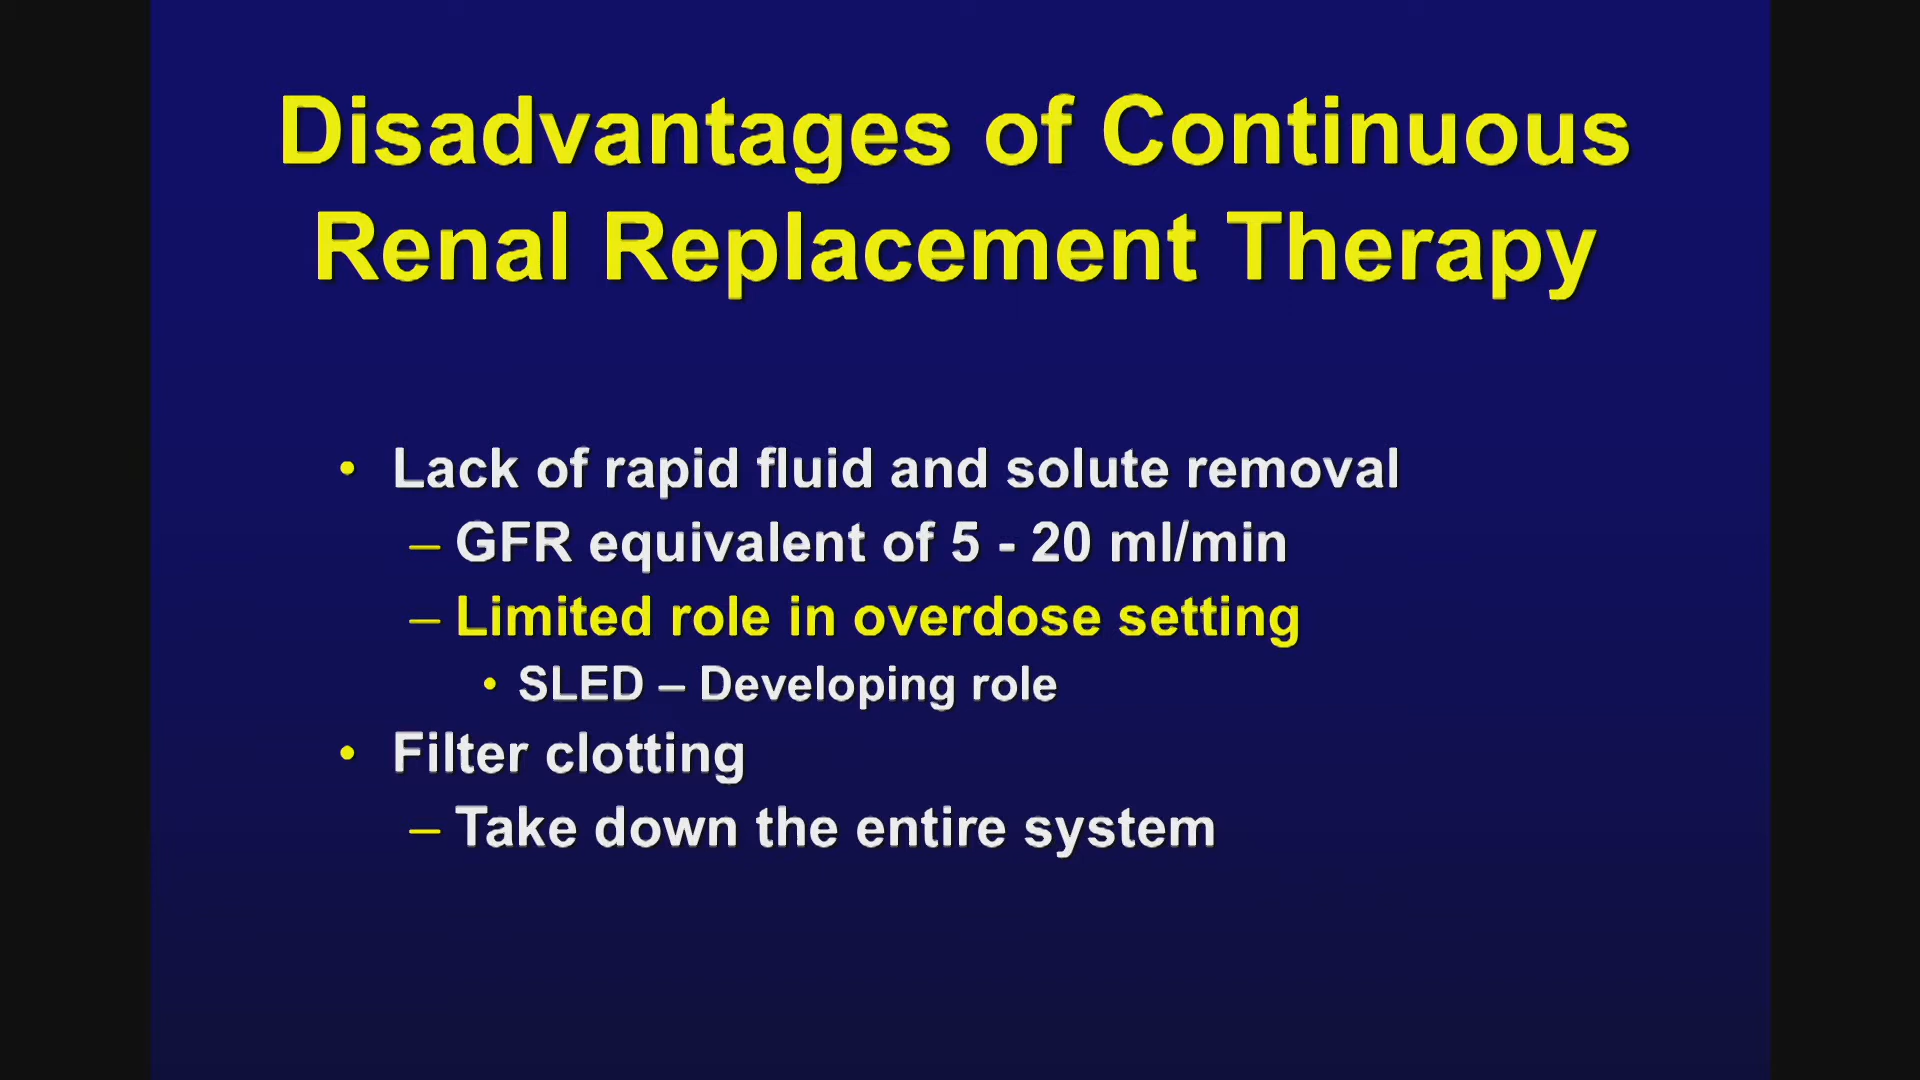 Disadvantages of Continuous
Renal Replacement Therapy
• Lack of rapid fluid and solute removal
– GFR equivalent of 5 - 20 ml/min
– Limited role in overdose setting
• SLED – Developing role
• Filter clotting
– Take down the entire system